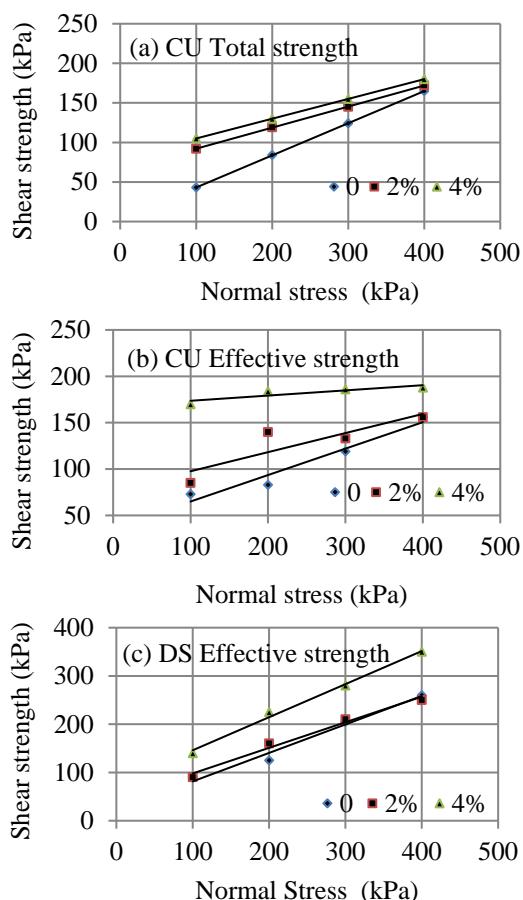 (a) CU Total strength
Shear strength (kPa)
250
200
150
100
50
0
0 2% 4%
0 100 200 300 400 500
Normal stress (kPa)
(b) CU Effective strength
Shear strength (kPa)
250
200
150
100
50
0 2% 4%
0 100 200 300 400 500
Normal stress (kPa)
(c) DS Effective strength
Shear strength (kPa)
400
300
200
100
0
0 2% 4%
0 100 200 300 400 500
Normal Stress (kPa)